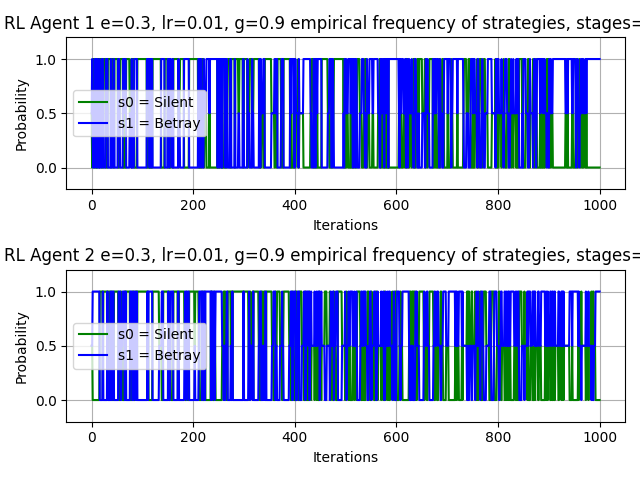 RL Agent 1 e=0.3, lr=0.01, g=0.9 empirical frequency of strategies, stages=
Probability
1.0
0.5
0.0
s0 = Silent
s1 = Betray
0 200 400 600 800 1000
Iterations
RL Agent 2 e=0.3, lr=0.01, g=0.9 empirical frequency of strategies, stages=
Probability
1.0
0.5
0.0
s0 = Silent
s1 = Betray
0 200 400 600 800 1000
Iterations